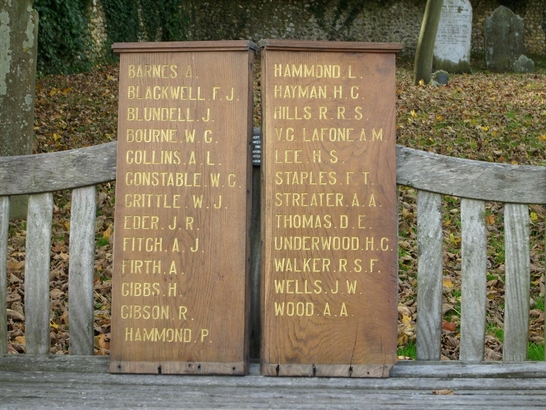 BARNES. A.
BLACKWELL. F. J.
BLUNDELL. J.
BOURNE. W. G.
COLLINS. A. L.
CONSTABLE. W. G.
CRITTLE. W. J.
EDER. J. R.
FITCH. A. J.
FIRTH. A.
GIBBS. H.
GIBSON. R.
HAMMOND. P.
HAMMOND. L.
HAYMAN. H. G.
HILLS. R. R. S.
V.C. LAFONE. A. M.
LEE. H. S.
STAPLES. F. T.
STREATER. A. A.
THOMAS. D. E.
UNDERWOOD. H. G.
WALKER. R. S. F.
WELLS. J. W.
WOOD. A. A.